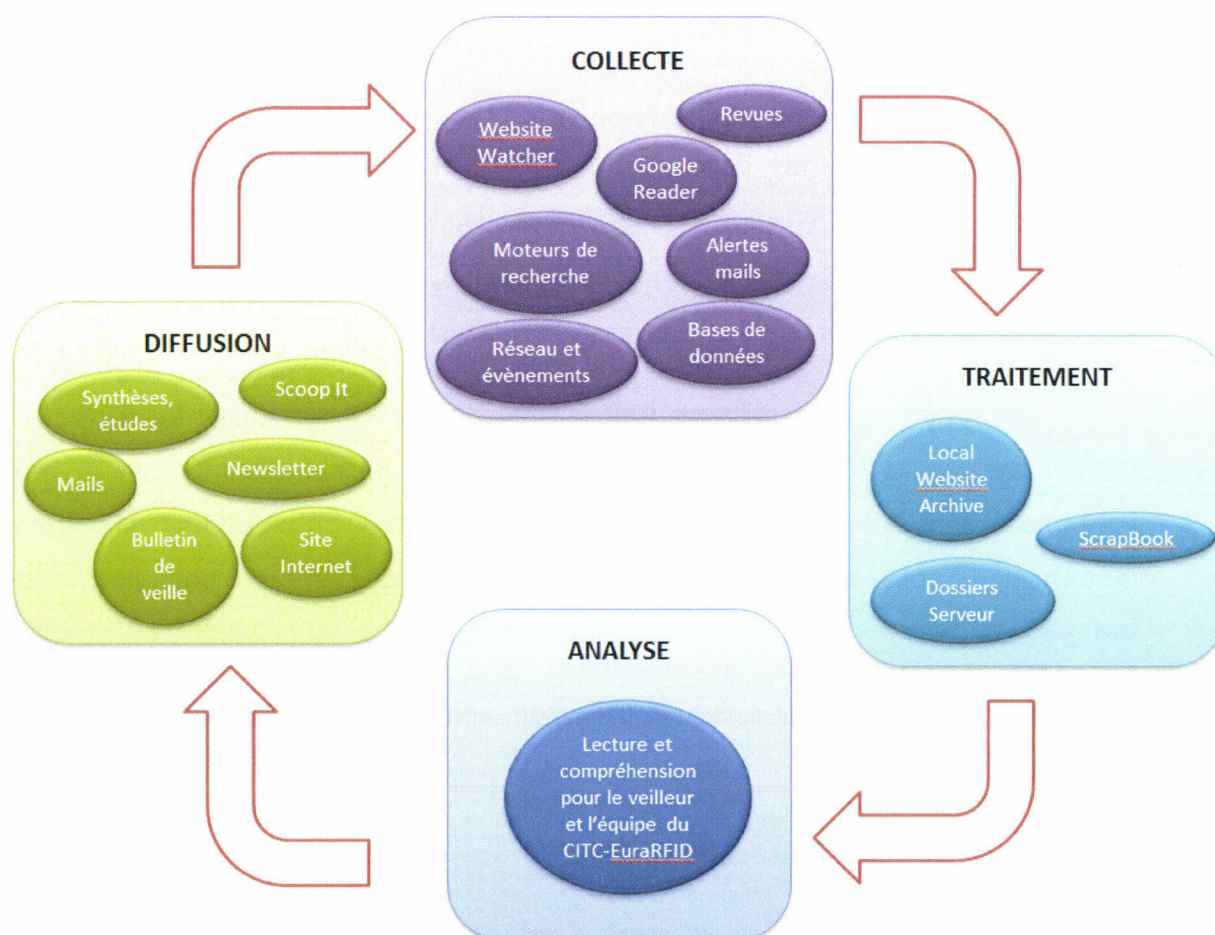 COLLECTE
Website
Watcher
Revues
Google
Reader
Moteurs de
recherche
Alertes
mails
Réseau et
évènements
Bases de
données
TRAITEMENT
Local
Website
Archive
ScrapBook
Dossiers
Serveur
ANALYSE
Lecture et
compréhension
pour le veilleur
et l'équipe du
CITC-EuraRFID
DIFFUSION
Synthèses,
études
Scoop It
Mails
Newsletter
Bulletin
de
veille
Site
Internet